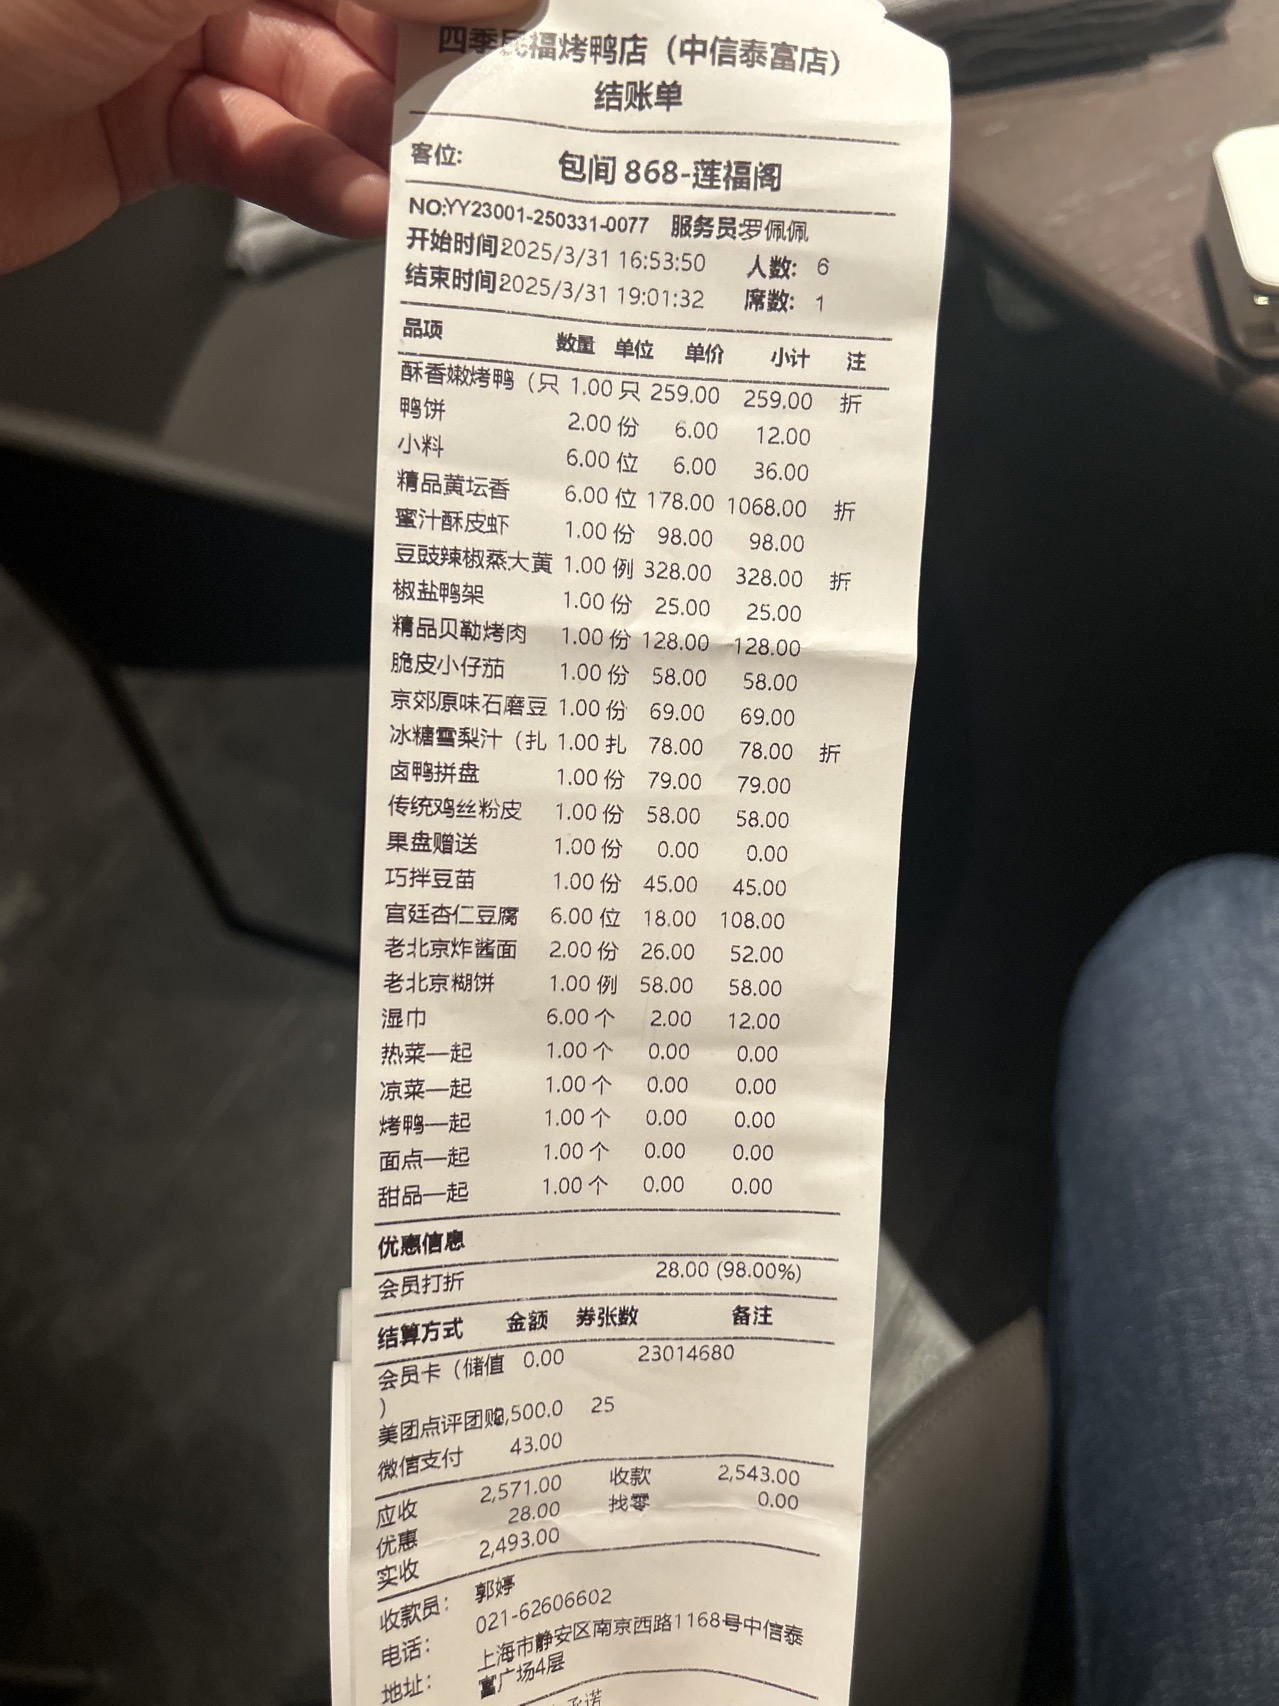 四季民福烤鸭店（中信泰富店）
结账单
客位: 包间 868-莲福阁
NO:YY23001-250331-0077 服务员:罗佩佩
开始时间2025/3/31 16:53:50 人数: 6
结束时间2025/3/31 19:01:32 席数: 1
品项 数量 单位 单价 小计 注
酥香嫩烤鸭（只 1.00 只 259.00 259.00 折
鸭饼 2.00 份 6.00 12.00
小料 6.00 位 6.00 36.00
精品黄坛香 6.00 位 178.00 1068.00 折
蜜汁酥皮虾 1.00 份 98.00 98.00
豆豉辣椒蒸大黄 1.00 例 328.00 328.00 折
椒盐鸭架 1.00 份 25.00 25.00
精品贝勒烤肉 1.00 份 128.00 128.00
脆皮小仔茄 1.00 份 58.00 58.00
京郊原味石磨豆 1.00 份 69.00 69.00
冰糖雪梨汁（扎 1.00 扎 78.00 78.00 折
卤鸭拼盘 1.00 份 79.00 79.00
传统鸡丝粉皮 1.00 份 58.00 58.00
果盘赠送 1.00 份 0.00 0.00
巧拌豆苗 1.00 份 45.00 45.00
宫廷杏仁豆腐 6.00 位 18.00 108.00
老北京炸酱面 2.00 份 26.00 52.00
老北京糊饼 1.00 例 58.00 58.00
湿巾 6.00 个 2.00 12.00
热菜一起 1.00 个 0.00 0.00
凉菜一起 1.00 个 0.00 0.00
烤鸭一起 1.00 个 0.00 0.00
面点一起 1.00 个 0.00 0.00
甜品一起 1.00 个 0.00 0.00
优惠信息
会员打折 28.00 (98.00%)
结算方式 金额 券张数 备注
会员卡（储值 0.00 23014680
）
美团点评团购,500.0 25
微信支付 43.00
应收 2,571.00 收款 2,543.00
优惠 28.00 找零 0.00
实收 2,493.00
收款员: 郭婷
电话: 021-62606602
地址: 上海市静安区南京西路1168号中信泰
富广场4层
承诺